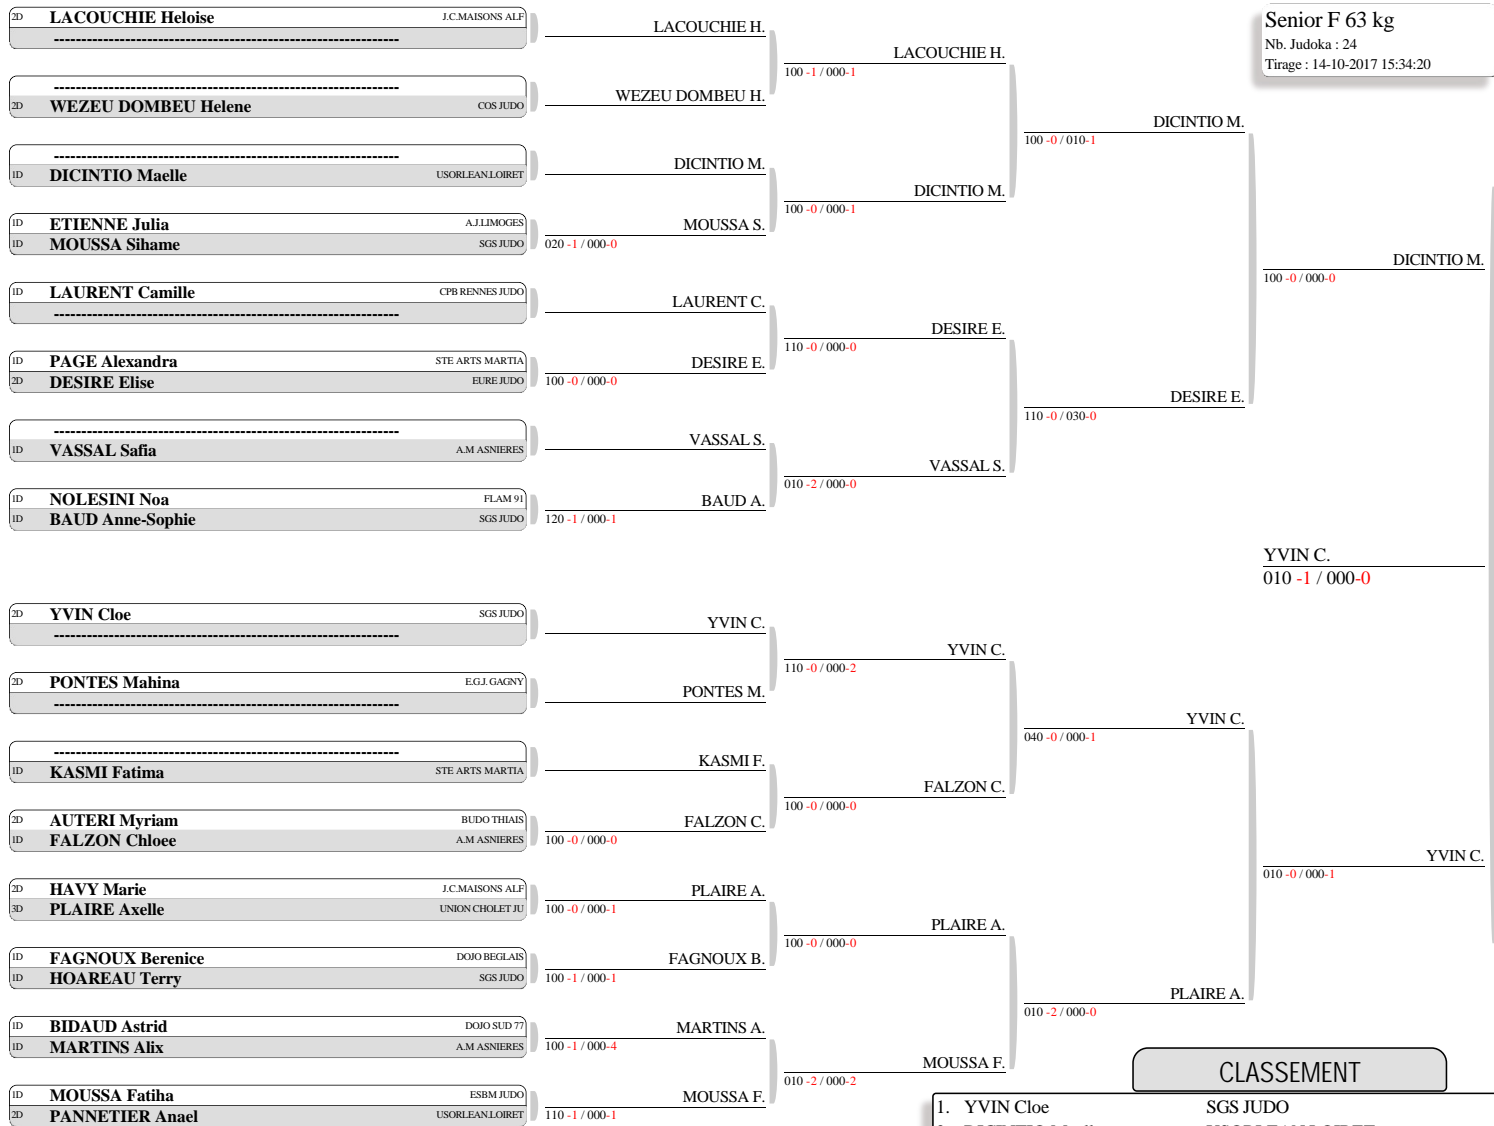 Senior F 63 kg
Nb. Judoka : 24
Tirage : 14-10-2017 15:34:20
2D LACOUCHIE Heloise J.C.MAISONS ALF
----------------------------------------------------------------
----------------------------------------------------------------
2D WEZEU DOMBEU Helene COS JUDO
----------------------------------------------------------------
1D DICINTIO Maelle USORLEAN.LOIRET
1D ETIENNE Julia A.J.LIMOGES
1D MOUSSA Sihame SGS JUDO
1D LAURENT Camille CPB RENNES JUDO
----------------------------------------------------------------
1D PAGE Alexandra STE ARTS MARTIA
2D DESIRE Elise EURE JUDO
----------------------------------------------------------------
1D VASSAL Safia A.M ASNIERES
1D NOLESINI Noa FLAM 91
1D BAUD Anne-Sophie SGS JUDO
2D YVIN Cloe SGS JUDO
----------------------------------------------------------------
2D PONTES Mahina E.G.J. GAGNY
----------------------------------------------------------------
----------------------------------------------------------------
1D KASMI Fatima STE ARTS MARTIA
2D AUTERI Myriam BUDO THIAIS
1D FALZON Chloee A.M ASNIERES
2D HAVY Marie J.C.MAISONS ALF
3D PLAIRE Axelle UNION CHOLET JU
1D FAGNOUX Berenice DOJO BEGLAIS
1D HOAREAU Terry SGS JUDO
1D BIDAUD Astrid DOJO SUD 77
1D MARTINS Alix A.M ASNIERES
1D MOUSSA Fatiha ESBM JUDO
2D PANNETIER Anael USORLEAN.LOIRET
LACOUCHIE H.
WEZEU DOMBEU H.
DICINTIO M.
MOUSSA S.
020 -1 / 000-0
LAURENT C.
DESIRE E.
100 -0 / 000-0
VASSAL S.
BAUD A.
120 -1 / 000-1
YVIN C.
PONTES M.
KASMI F.
FALZON C.
100 -0 / 000-0
PLAIRE A.
100 -0 / 000-1
FAGNOUX B.
100 -1 / 000-1
MARTINS A.
100 -1 / 000-4
MOUSSA F.
110 -1 / 000-1
LACOUCHIE H.
100 -1 / 000-1
DICINTIO M.
100 -0 / 000-1
DESIRE E.
110 -0 / 000-0
VASSAL S.
010 -2 / 000-0
YVIN C.
110 -0 / 000-2
FALZON C.
100 -0 / 000-0
PLAIRE A.
100 -0 / 000-0
MOUSSA F.
010 -2 / 000-2
DICINTIO M.
100 -0 / 010-1
DESIRE E.
110 -0 / 030-0
YVIN C.
040 -0 / 000-1
PLAIRE A.
010 -2 / 000-0
DICINTIO M.
100 -0 / 000-0
YVIN C.
010 -1 / 000-0
YVIN C.
010 -0 / 000-1
CLASSEMENT
1. YVIN Cloe SGS JUDO